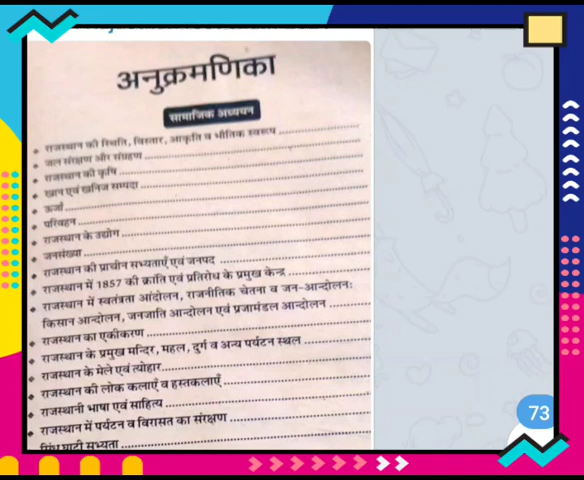 अनुक्रमणिका
सामाजिक अध्ययन
राजस्थान की स्थिति, विस्तार, आकृति व भौतिक स्वरूप
जल संरक्षण और संग्रहण
राजस्थान की कृषि
खान एवं खनिज सम्पदा
ऊर्जा
परिवहन
राजस्थान के उद्योग
जनसंख्या
राजस्थान की प्राचीन सभ्यताएँ एवं जनपद
राजस्थान में 1857 की क्रांति एवं प्रतिरोध के प्रमुख केन्द्र
राजस्थान में स्वतंत्रता आंदोलन, राजनीतिक चेतना व जन-आन्दोलन:
किसान आन्दोलन, जनजाति आन्दोलन एवं प्रजामंडल आन्दोलन
राजस्थान का एकीकरण
राजस्थान के प्रमुख मन्दिर, महल, दुर्ग व अन्य पर्यटन स्थल
राजस्थान के मेले एवं त्योहार
राजस्थान की लोक कलाएँ व हस्तकलाएँ
राजस्थानी भाषा एवं साहित्य
राजस्थान में पर्यटन व विरासत का संरक्षण
सिंधु घाटी सभ्यता
73